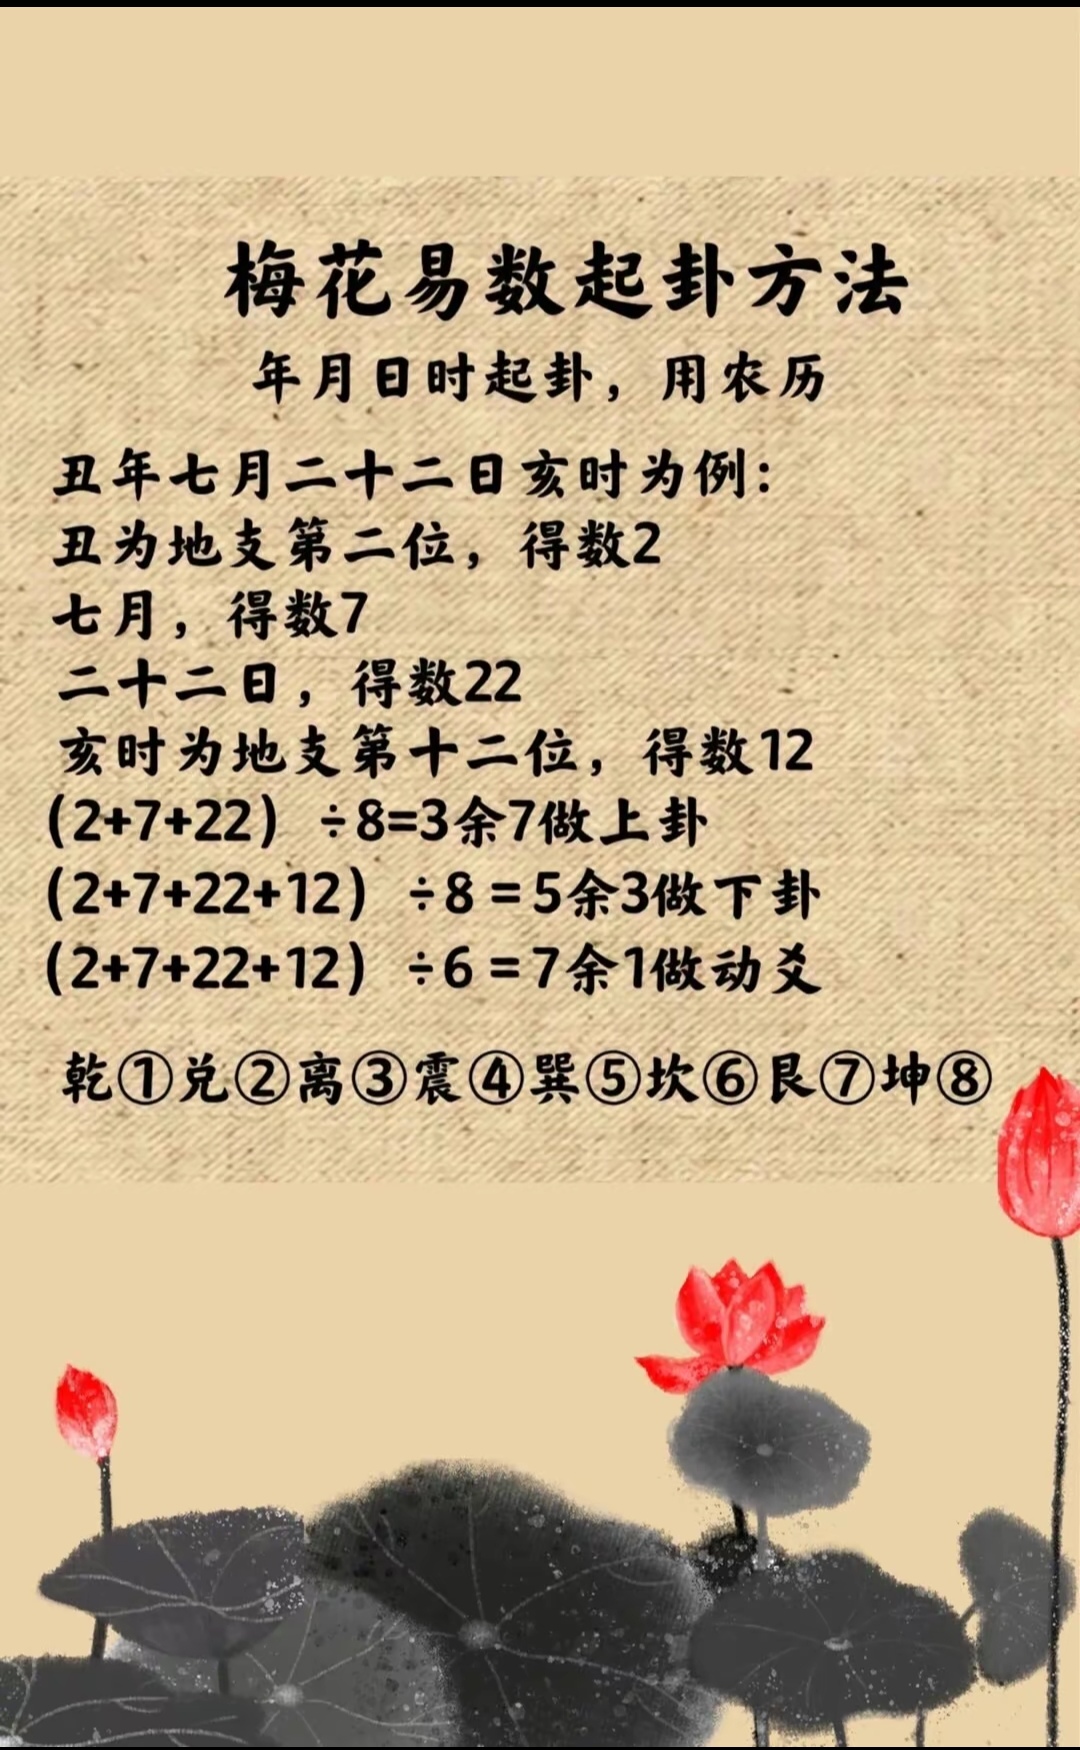 梅花易数起卦方法
年月日时起卦，用农历
丑年七月二十二日亥时为例：
丑为地支第二位，得数2
七月，得数7
二十二日，得数22
亥时为地支第十二位，得数12
(2+7+22) ÷8=3余7做上卦
(2+7+22+12) ÷8 = 5余3做下卦
(2+7+22+12) ÷6 = 7余1做动爻
乾①兑②离③震④巽⑤坎⑥艮⑦坤⑧